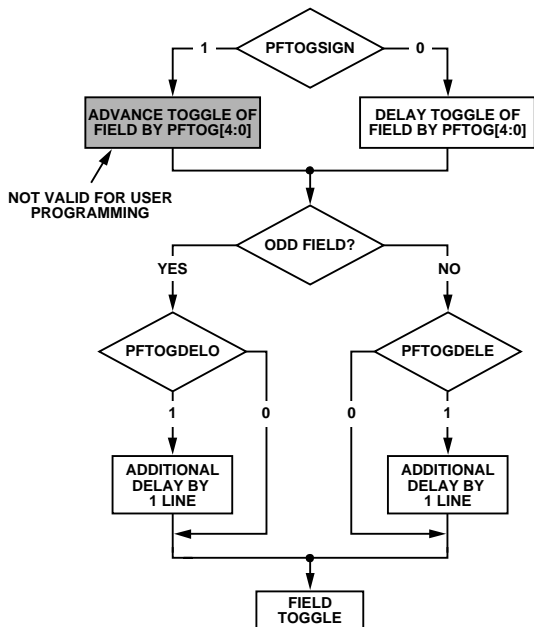 1
PFTOGSIGN
0
ADVANCE TOGGLE OF
FIELD BY PFTOG[4:0]
DELAY TOGGLE OF
FIELD BY PFTOG[4:0]
NOT VALID FOR USER
PROGRAMMING
ODD FIELD?
YES
NO
PFTOGDELO
PFTOGDELE
1
0
0
1
ADDITIONAL
DELAY BY
1 LINE
ADDITIONAL
DELAY BY
1 LINE
FIELD
TOGGLE